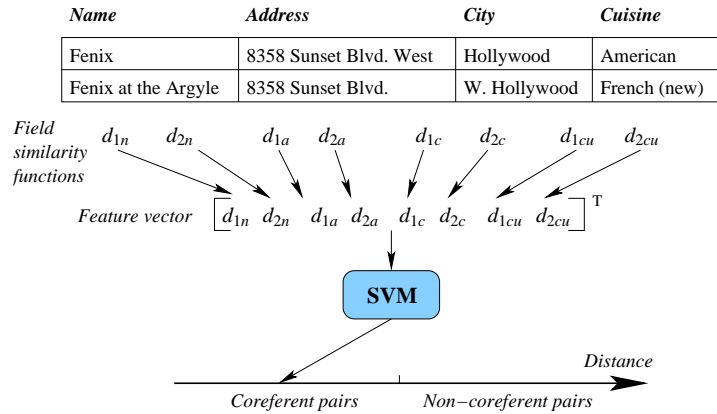 Name Address City Cuisine
Fenix 8358 Sunset Blvd. West Hollywood American
Fenix at the Argyle 8358 Sunset Blvd. W. Hollywood French (new)
Field similarity functions
d1n d2n d1a d2a d1c d2c d1cu d2cu
Feature vector [d1n d2n d1a d2a d1c d2c d1cu d2cu] T
SVM
Distance
Coreferent pairs Non−coreferent pairs